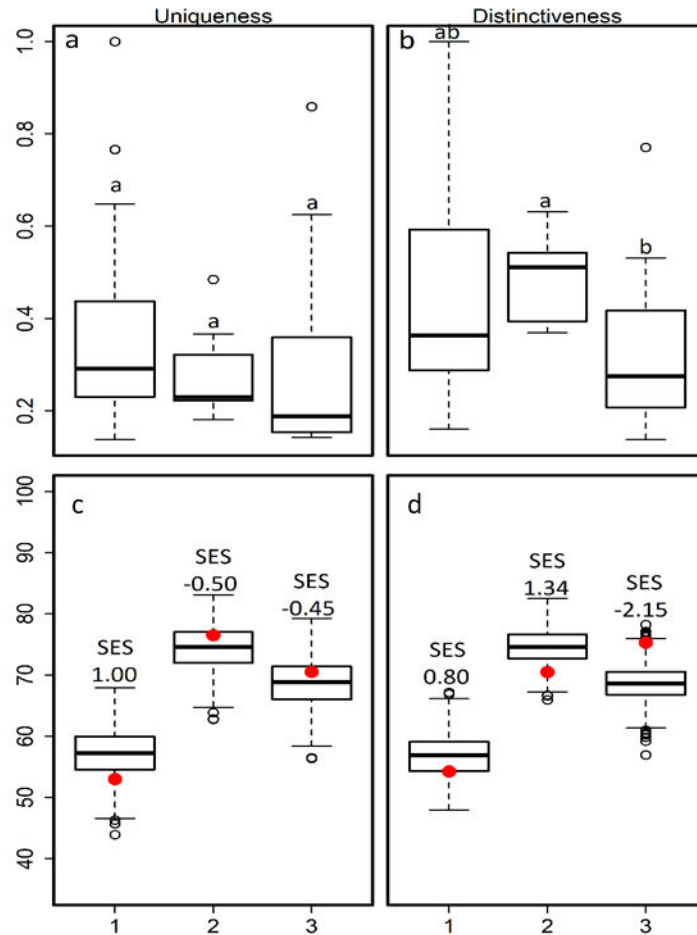 Uniqueness
Distinctiveness
a
b
1.0
0.8
0.6
0.4
0.2
a
a
a
ab
a
b
c
d
100
90
80
70
60
50
40
SES
1.00
SES
-0.50
SES
-0.45
SES
0.80
SES
1.34
SES
-2.15
1
2
3
1
2
3